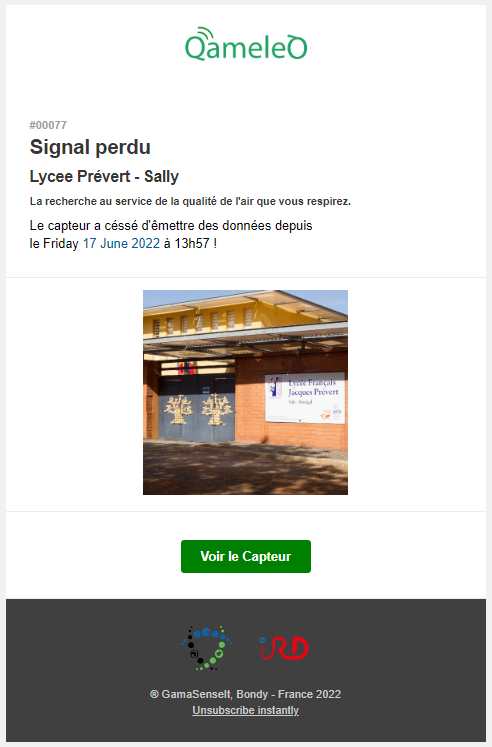 QameleO
#00077
Signal perdu
Lycee Prévert - Sally
La recherche au service de la qualité de l'air que vous respirez.
Le capteur a céssé d'êmettre des données depuis
le Friday 17 June 2022 à 13h57 !
Lycée Français
Jacques Prévert
Saly - Sénégal
Voir le Capteur
iRD
® GamaSenseIt, Bondy - France 2022
Unsubscribe instantly